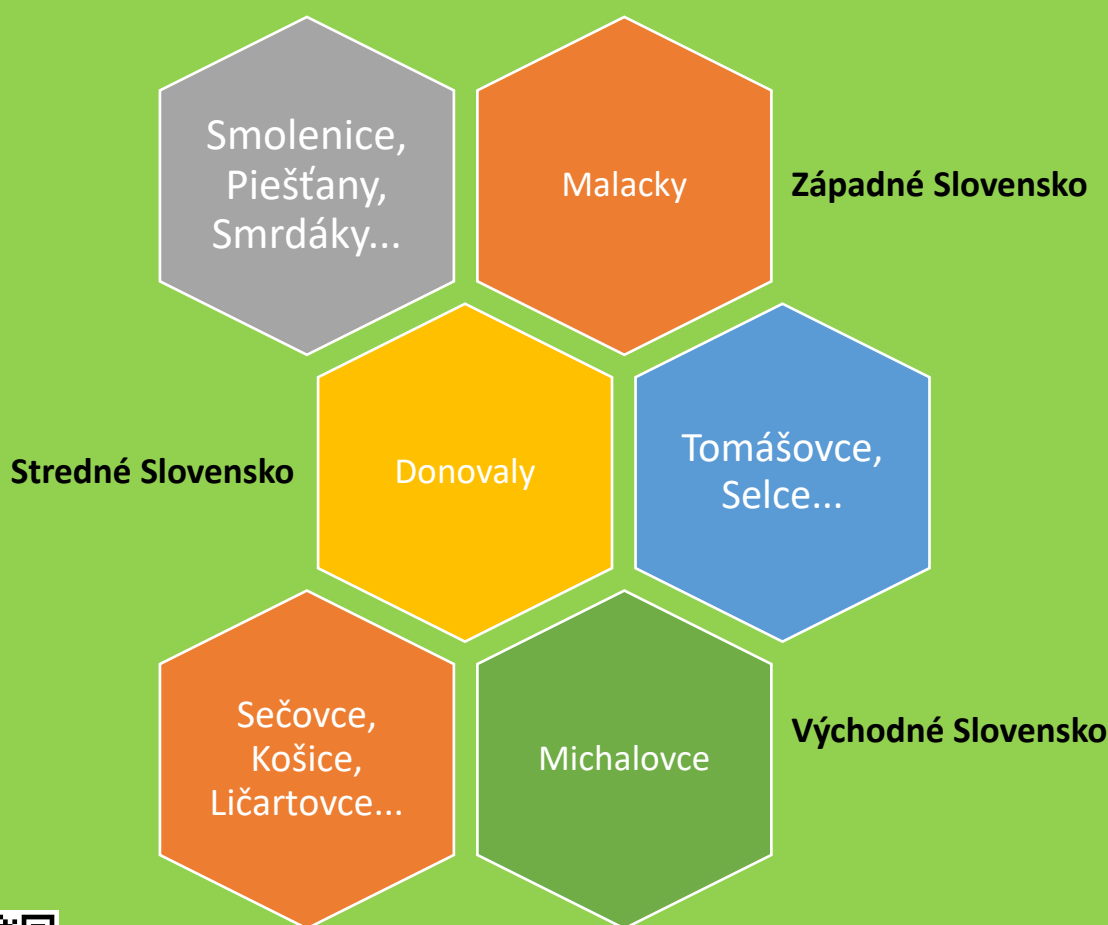 Smolenice,
Piešťany,
Smrdáky...
Malacky
Západné Slovensko
Stredné Slovensko
Donovaly
Tomášovce,
Selce...
Sečovce,
Košice,
Ličartovce...
Michalovce
Východné Slovensko